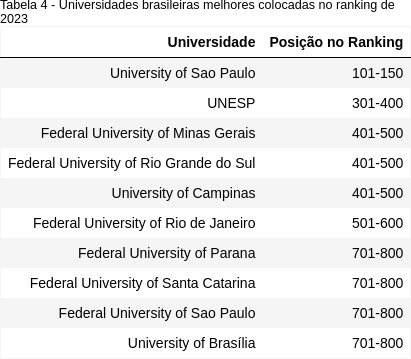 Tabela 4 - Universidades brasileiras melhores colocadas no ranking de
2023
Universidade Posição no Ranking
University of Sao Paulo 101-150
UNESP 301-400
Federal University of Minas Gerais 401-500
Federal University of Rio Grande do Sul 401-500
University of Campinas 401-500
Federal University of Rio de Janeiro 501-600
Federal University of Parana 701-800
Federal University of Santa Catarina 701-800
Federal University of Sao Paulo 701-800
University of Brasília 701-800